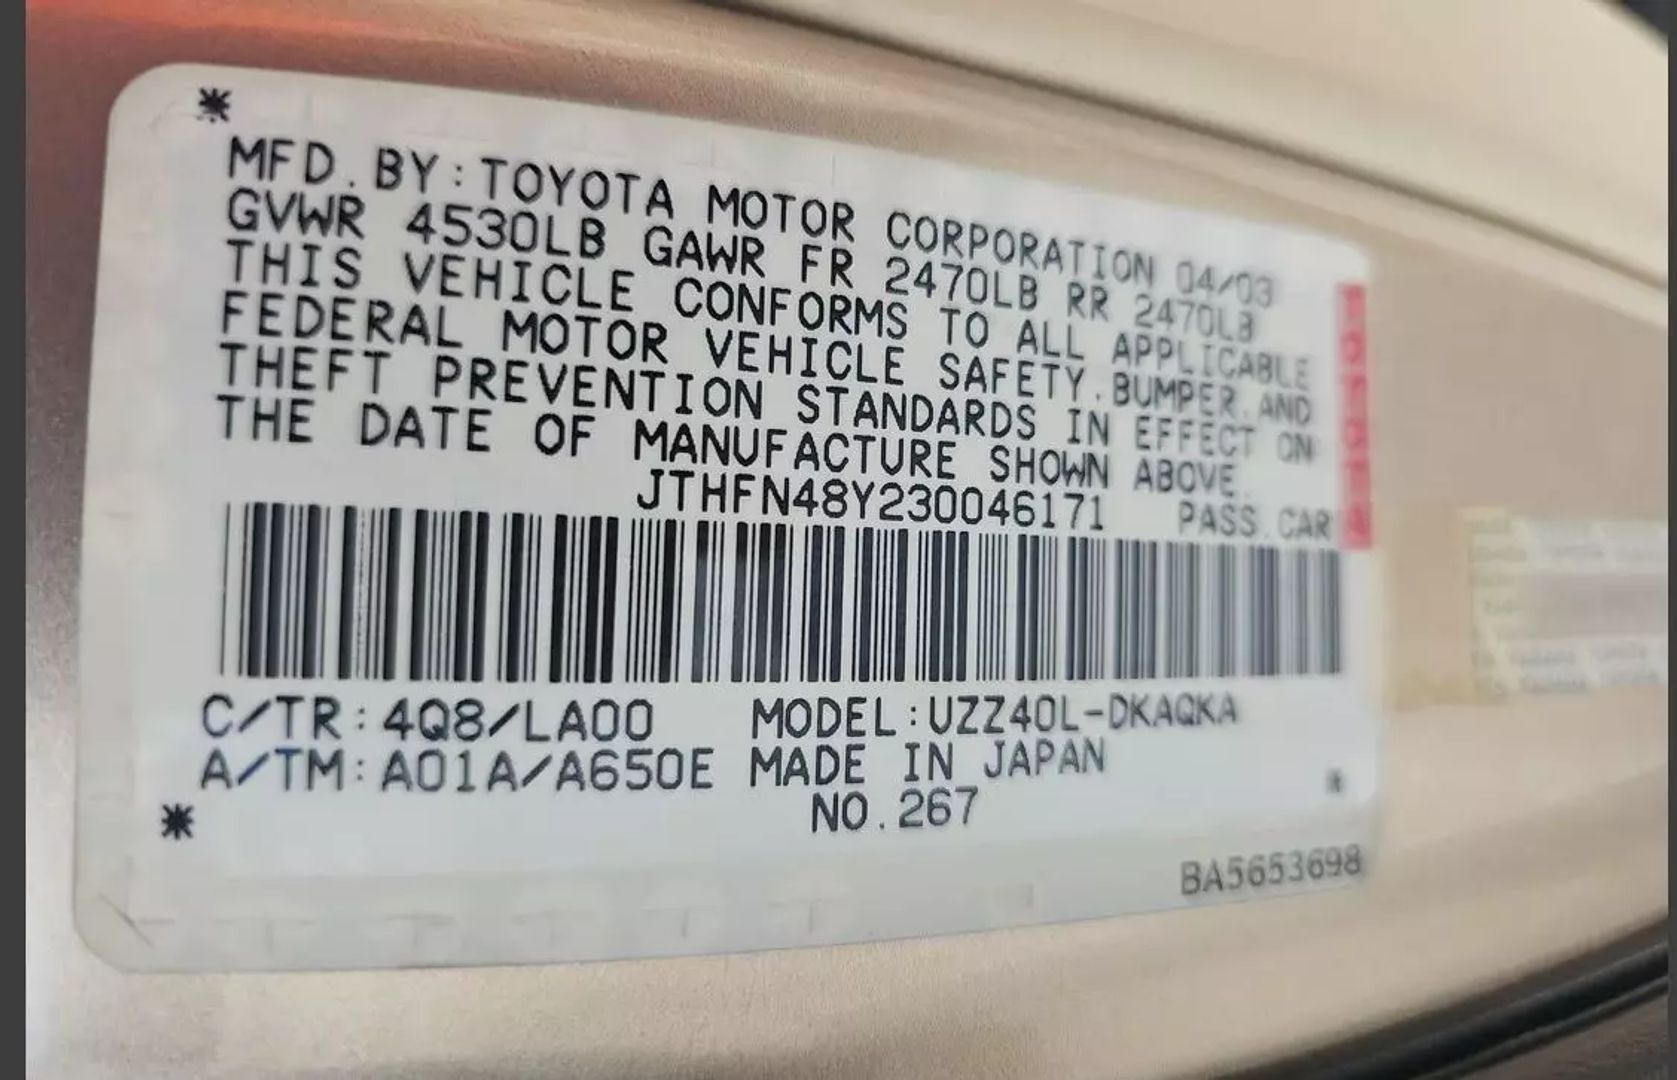 MFD. BY: TOYOTA MOTOR CORPORATION 04/03
GVWR 4530LB GAWR FR 2470LB RR 2470LB
THIS VEHICLE CONFORMS TO ALL APPLICABLE
FEDERAL MOTOR VEHICLE SAFETY. BUMPER. AND
THEFT PREVENTION STANDARDS IN EFFECT ON
THE DATE OF MANUFACTURE SHOWN ABOVE.
JTHFN48Y230046171 PASS. CAR
C/TR: 4Q8/LA00 MODEL: UZZ40L-DKAQKA
A/TM: A01A/A650E MADE IN JAPAN
NO. 267
BA5653698